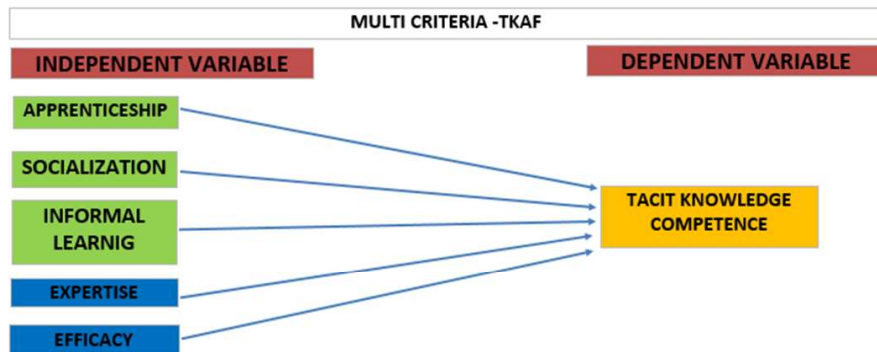 MULTI CRITERIA -TKAF
INDEPENDENT VARIABLE
DEPENDENT VARIABLE
APPRENTICESHIP
SOCIALIZATION
INFORMAL
LEARNIG
EXPERTISE
EFFICACY
TACIT KNOWLEDGE
COMPETENCE